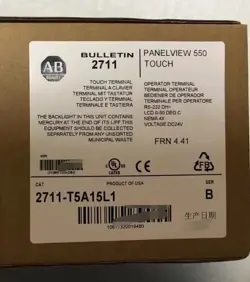 AB
BULLETIN
2711
PANELVIEW 550
TOUCH
TOUCH TERMINAL
TERMINAL A CLAVIER
TERMINAL MIT TASTATUR
TECLADO Y TERMINAL
TERMINALE E TASTIERA
OPERATOR TERMINAL
TERMINAL OPERATEUR
BEDIENER TERMINAL
TERMINAL DE OPERADOR
TERMINALE PER OPERATORE
RS-232 DH+
LCD 0-50 DEG.C
NEMA 4X
VOLTAGE DC24V
THE BACKLIGHT IN THIS UNIT CONTAINS
MERCURY AT THE END OF ITS LIFE THIS
EQUIPMENT SHOULD BE COLLECTED
SEPARATELY FROM ANY UNSORTED
MUNICIPAL WASTE
FRN 4.41
FB
CAT
PRODUCT OF USA
SER
2711-T5A15L1
B
生产日期